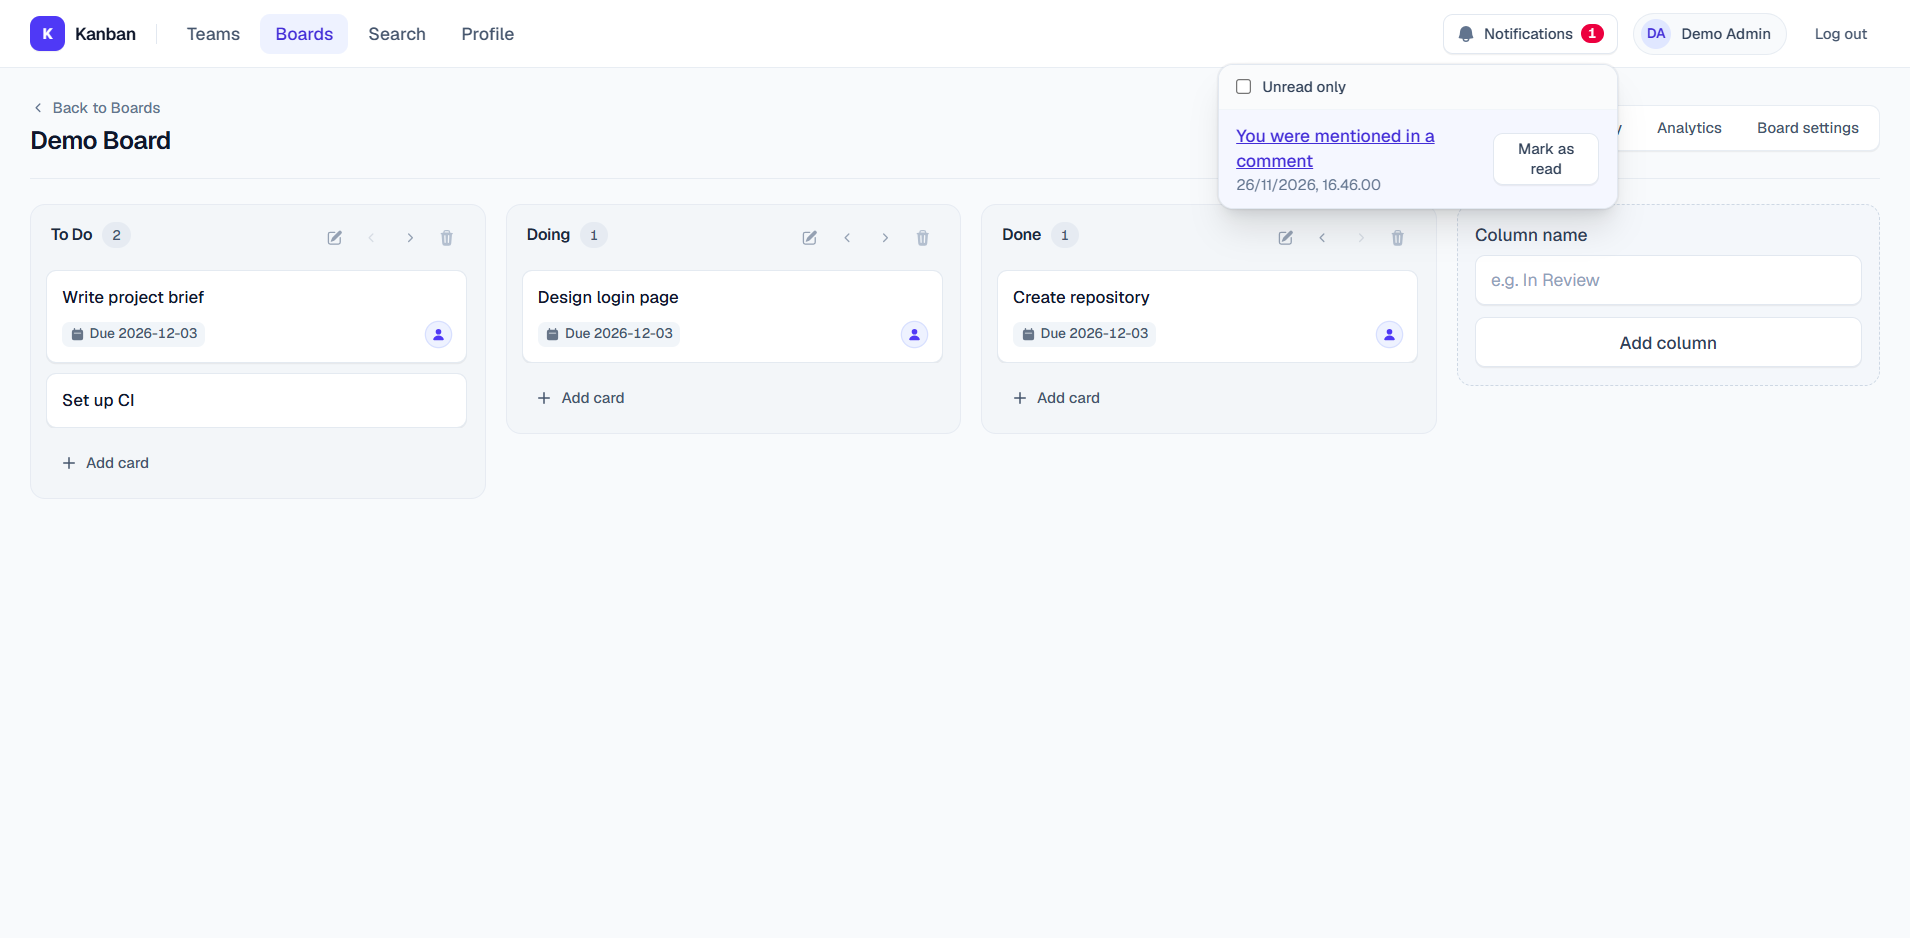 K Kanban Teams Boards Search Profile Notifications 1 DA Demo Admin Log out
Unread only
You were mentioned in a
comment
26/11/2026, 16.46.00
Mark as
read
Back to Boards
Demo Board
Analytics Board settings
To Do 2
Write project brief
Due 2026-12-03
Set up CI
Add card
Doing 1
Design login page
Due 2026-12-03
Add card
Done 1
Create repository
Due 2026-12-03
Add card
Column name
e.g. In Review
Add column